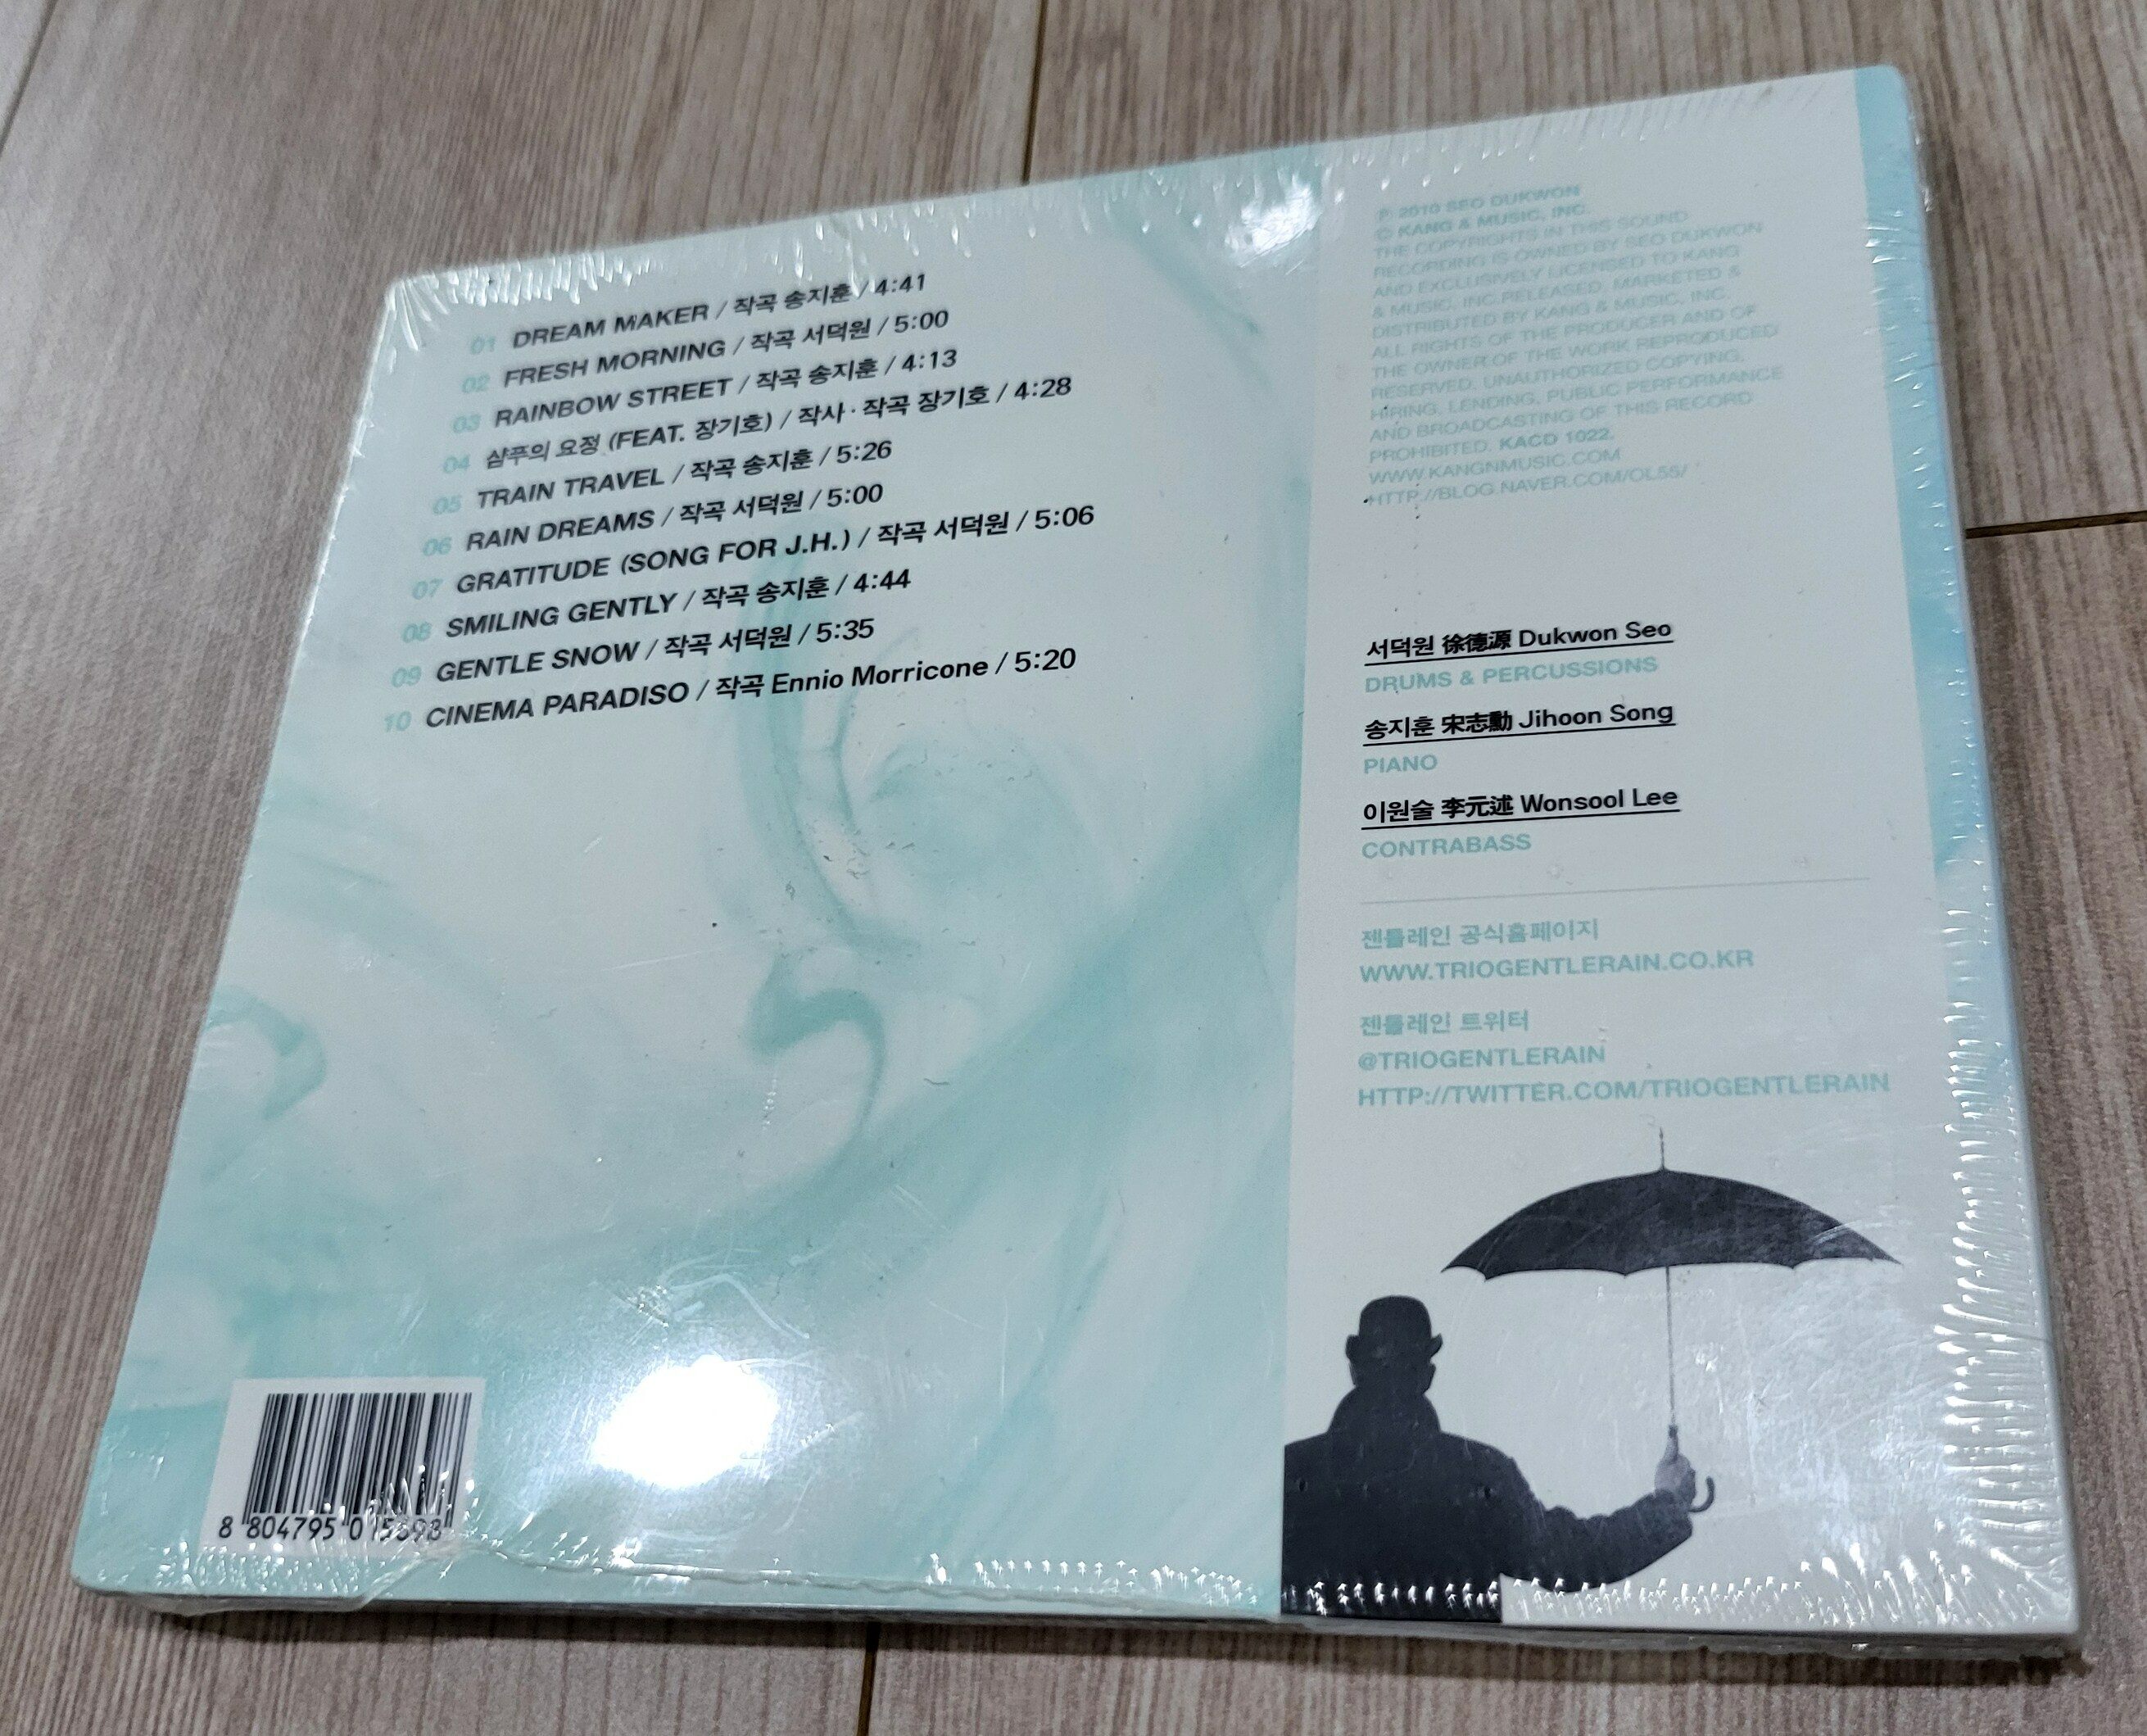 01 DREAM MAKER / 작곡 송지훈 / 4:41
02 FRESH MORNING / 작곡 서덕원 / 5:00
03 RAINBOW STREET / 작곡 송지훈 / 4:13
04 샴푸의 요정 (FEAT. 장기호) / 작사 · 작곡 장기호 / 4:28
05 TRAIN TRAVEL / 작곡 송지훈 / 5:26
06 RAIN DREAMS / 작곡 서덕원 / 5:00
07 GRATITUDE (SONG FOR J.H.) / 작곡 서덕원 / 5:06
08 SMILING GENTLY / 작곡 송지훈 / 4:44
09 GENTLE SNOW / 작곡 서덕원 / 5:35
10 CINEMA PARADISO / 작곡 Ennio Morricone / 5:20
8 804795 015898
℗ 2010 SEO DUKWON
© KANG & MUSIC, INC.
THE COPYRIGHTS IN THIS SOUND
RECORDING IS OWNED BY SEO DUKWON
AND EXCLUSIVELY LICENSED TO KANG
& MUSIC, INC.RELEASED, MARKETED &
DISTRIBUTED BY KANG & MUSIC, INC.
ALL RIGHTS OF THE PRODUCER AND OF
THE OWNER OF THE WORK REPRODUCED
RESERVED. UNAUTHORIZED COPYING,
HIRING, LENDING, PUBLIC PERFORMANCE
AND BROADCASTING OF THIS RECORD
PROHIBITED. KACD 1022.
WWW.KANGNMUSIC.COM
HTTP://BLOG.NAVER.COM/OL55/
서덕원 徐德源 Dukwon Seo
DRUMS & PERCUSSIONS
송지훈 宋志勳 Jihoon Song
PIANO
이원술 李元述 Wonsool Lee
CONTRABASS
젠틀레인 공식홈페이지
WWW.TRIOGENTLERAIN.CO.KR
젠틀레인 트위터
@TRIOGENTLERAIN
HTTP://TWITTER.COM/TRIOGENTLERAIN